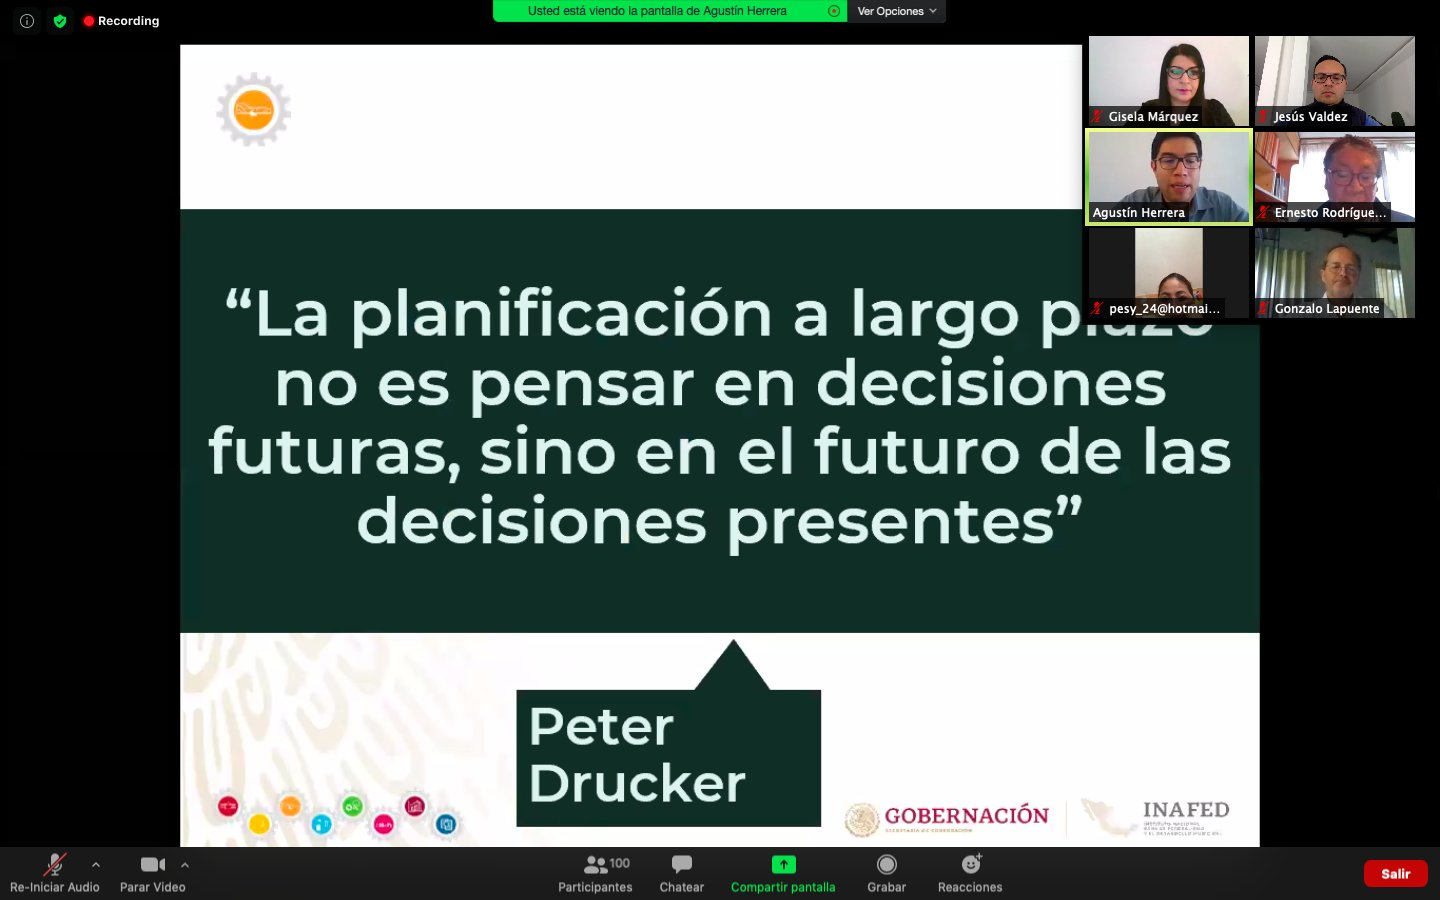 Recording
Usted está viendo la pantalla de Agustín Herrera
Ver Opciones
Gisela Márquez
Jesús Valdez
Agustín Herrera
Ernesto Rodrígue...
pesy_24@hotmai...
Gonzalo Lapuente
“La planificación a largo plazo
no es pensar en decisiones
futuras, sino en el futuro de las
decisiones presentes”
Peter
Drucker
GOBERNACIÓN
SECRETARÍA DE GOBERNACIÓN
INAFED
Re-Iniciar Audio
Parar Video
100
Participantes
Chatear
Compartir pantalla
Grabar
Reacciones
Salir